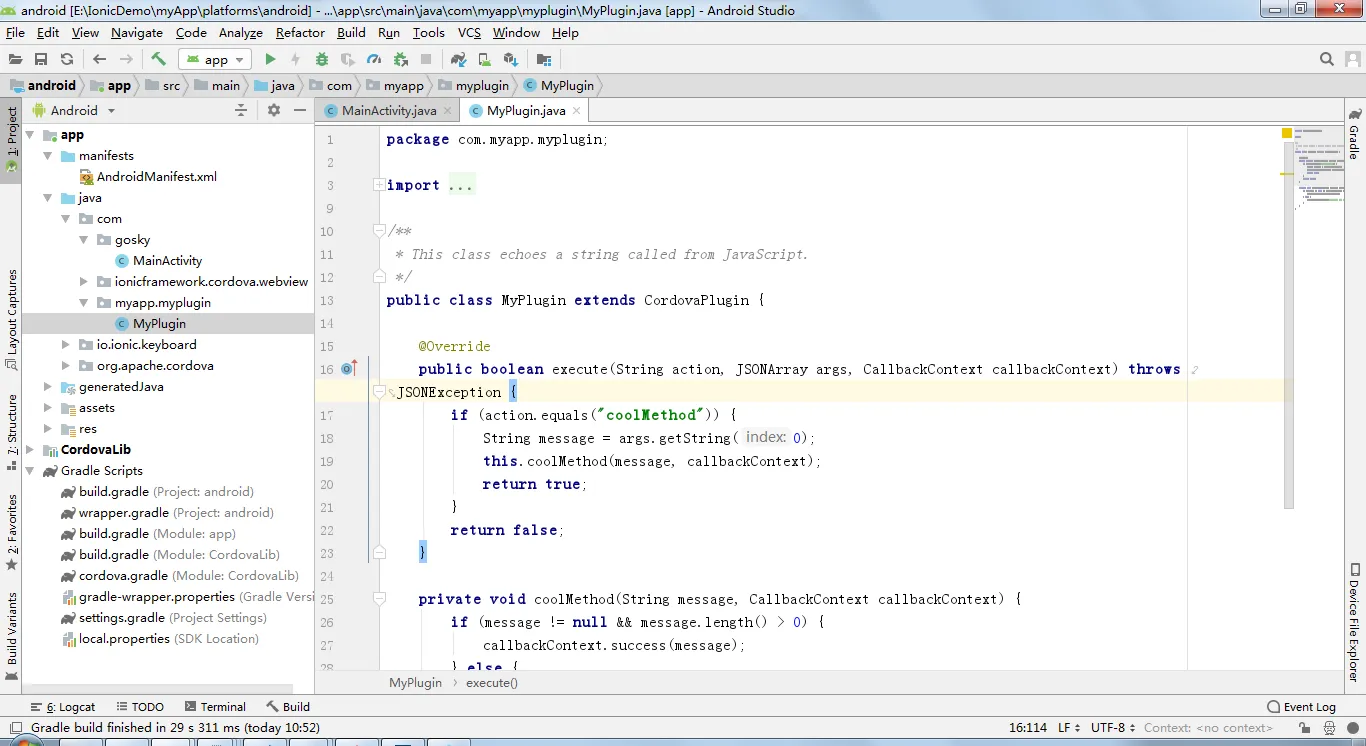 android [E:\IonicDemo\myApp\platforms\android] - ...\app\src\main\java\com\myapp\myplugin\MyPlugin.java [app] - Android Studio
File Edit View Navigate Code Analyze Refactor Build Run Tools VCS Window Help
app
android app src main java com myapp myplugin MyPlugin
1: Project
Layout Captures
7: Structure
2: Favorites
Build Variants
Android
app
manifests
AndroidManifest.xml
java
com
gosky
MainActivity
ionicframework.cordova.webview
myapp.myplugin
MyPlugin
io.ionic.keyboard
org.apache.cordova
generatedJava
assets
res
CordovaLib
Gradle Scripts
build.gradle (Project: android)
wrapper.gradle (Project: android)
build.gradle (Module: app)
build.gradle (Module: CordovaLib)
cordova.gradle (Module: CordovaLib)
gradle-wrapper.properties (Gradle Versi
settings.gradle (Project Settings)
local.properties (SDK Location)
MainActivity.java MyPlugin.java
1 package com.myapp.myplugin;
2
3 import ...
9
10 /**
11 * This class echoes a string called from JavaScript.
12 */
13 public class MyPlugin extends CordovaPlugin {
14
15 @Override
16 public boolean execute(String action, JSONArray args, CallbackContext callbackContext) throws
JSONException {
17 if (action.equals("coolMethod")) {
18 String message = args.getString( index: 0);
19 this.coolMethod(message, callbackContext);
20 return true;
21 }
22 return false;
23 }
24
25 private void coolMethod(String message, CallbackContext callbackContext) {
26 if (message != null && message.length() > 0) {
27 callbackContext.success(message);
28 } else {
MyPlugin › execute()
Gradle
Device File Explorer
6: Logcat TODO Terminal Build Event Log
Gradle build finished in 29 s 311 ms (today 10:52) 16:114 LF UTF-8 Context: <no context>